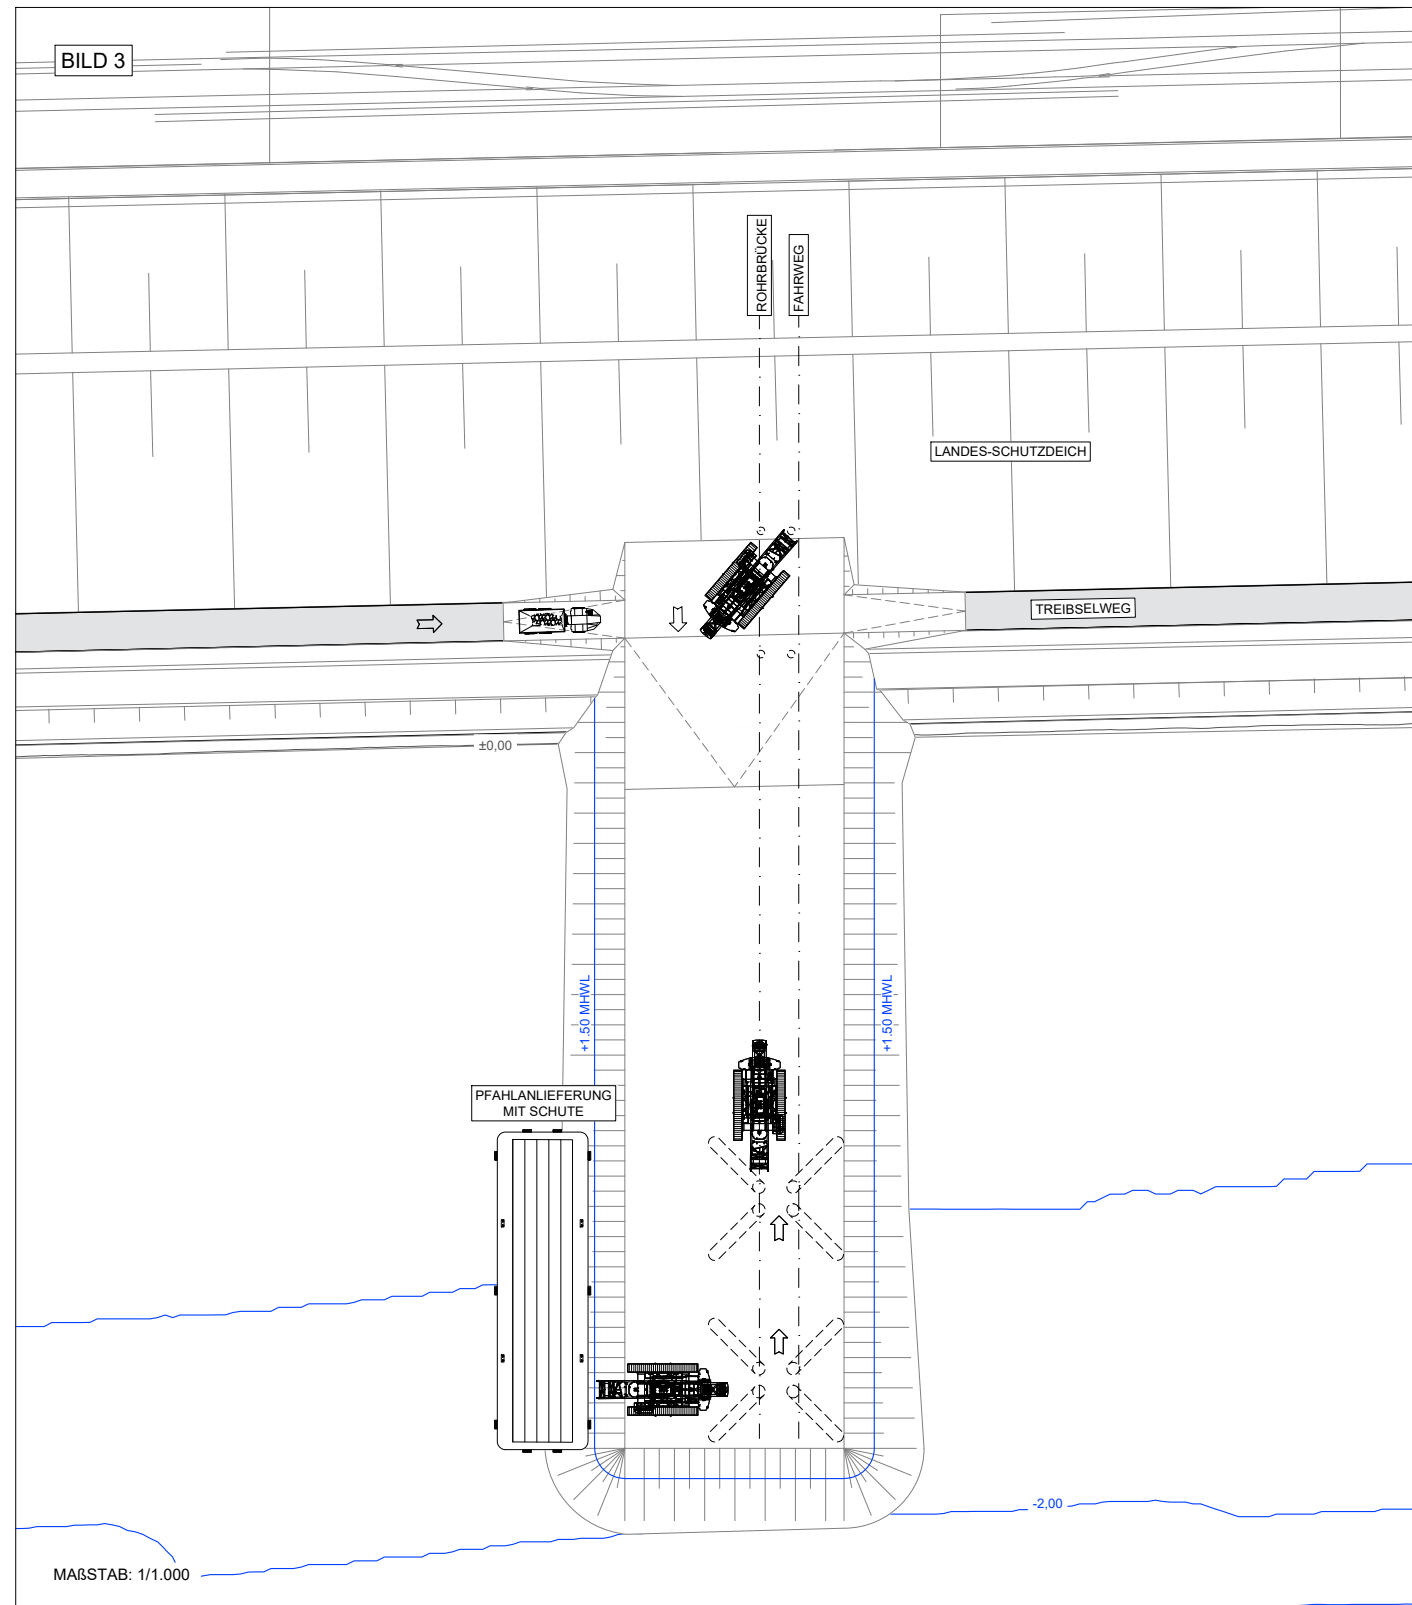 BILD 3
ROHRBRÜCKE
FAHRWEG
LANDES-SCHUTZDEICH
TREIBSELWEG
±0,00
+1.50 MHWL
+1.50 MHWL
PFAHLANLIEFERUNG
MIT SCHUTE
-2,00
MAßSTAB: 1/1.000